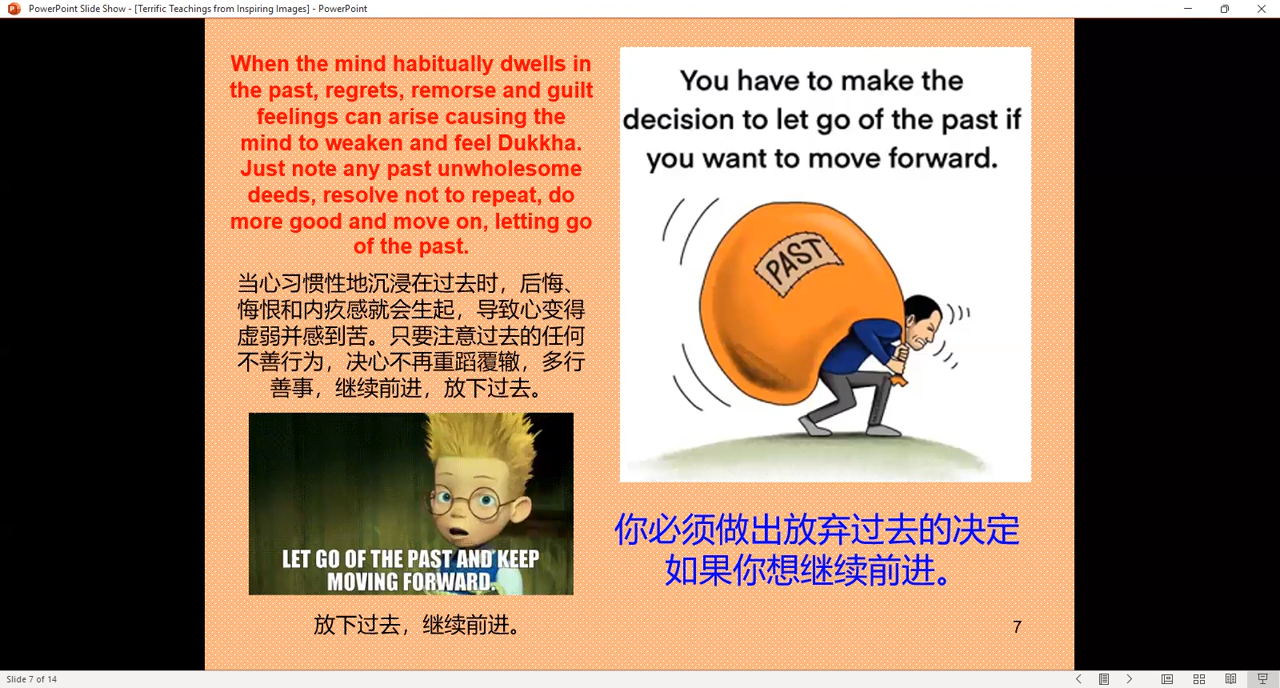 PowerPoint Slide Show - [Terrific Teachings from Inspiring Images] - PowerPoint
When the mind habitually dwells in
the past, regrets, remorse and guilt
feelings can arise causing the
mind to weaken and feel Dukkha.
Just note any past unwholesome
deeds, resolve not to repeat, do
more good and move on, letting go
of the past.
当心习惯性地沉浸在过去时，后悔、
悔恨和内疚感就会生起，导致心变得
虚弱并感到苦。只要注意过去的任何
不善行为，决心不再重蹈覆辙，多行
善事，继续前进，放下过去。
LET GO OF THE PAST AND KEEP
MOVING FORWARD.
放下过去，继续前进。
You have to make the
decision to let go of the past if
you want to move forward.
PAST
你必须做出放弃过去的决定
如果你想继续前进。
7
Slide 7 of 14